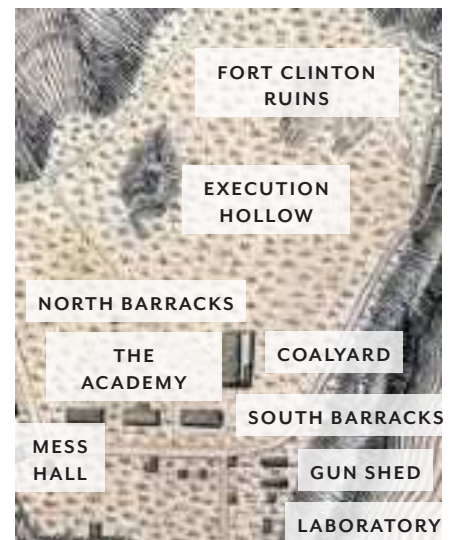 FORT CLINTON
RUINS
EXECUTION
HOLLOW
NORTH BARRACKS
THE
ACADEMY
COALYARD
SOUTH BARRACKS
MESS
HALL
GUN SHED
LABORATORY